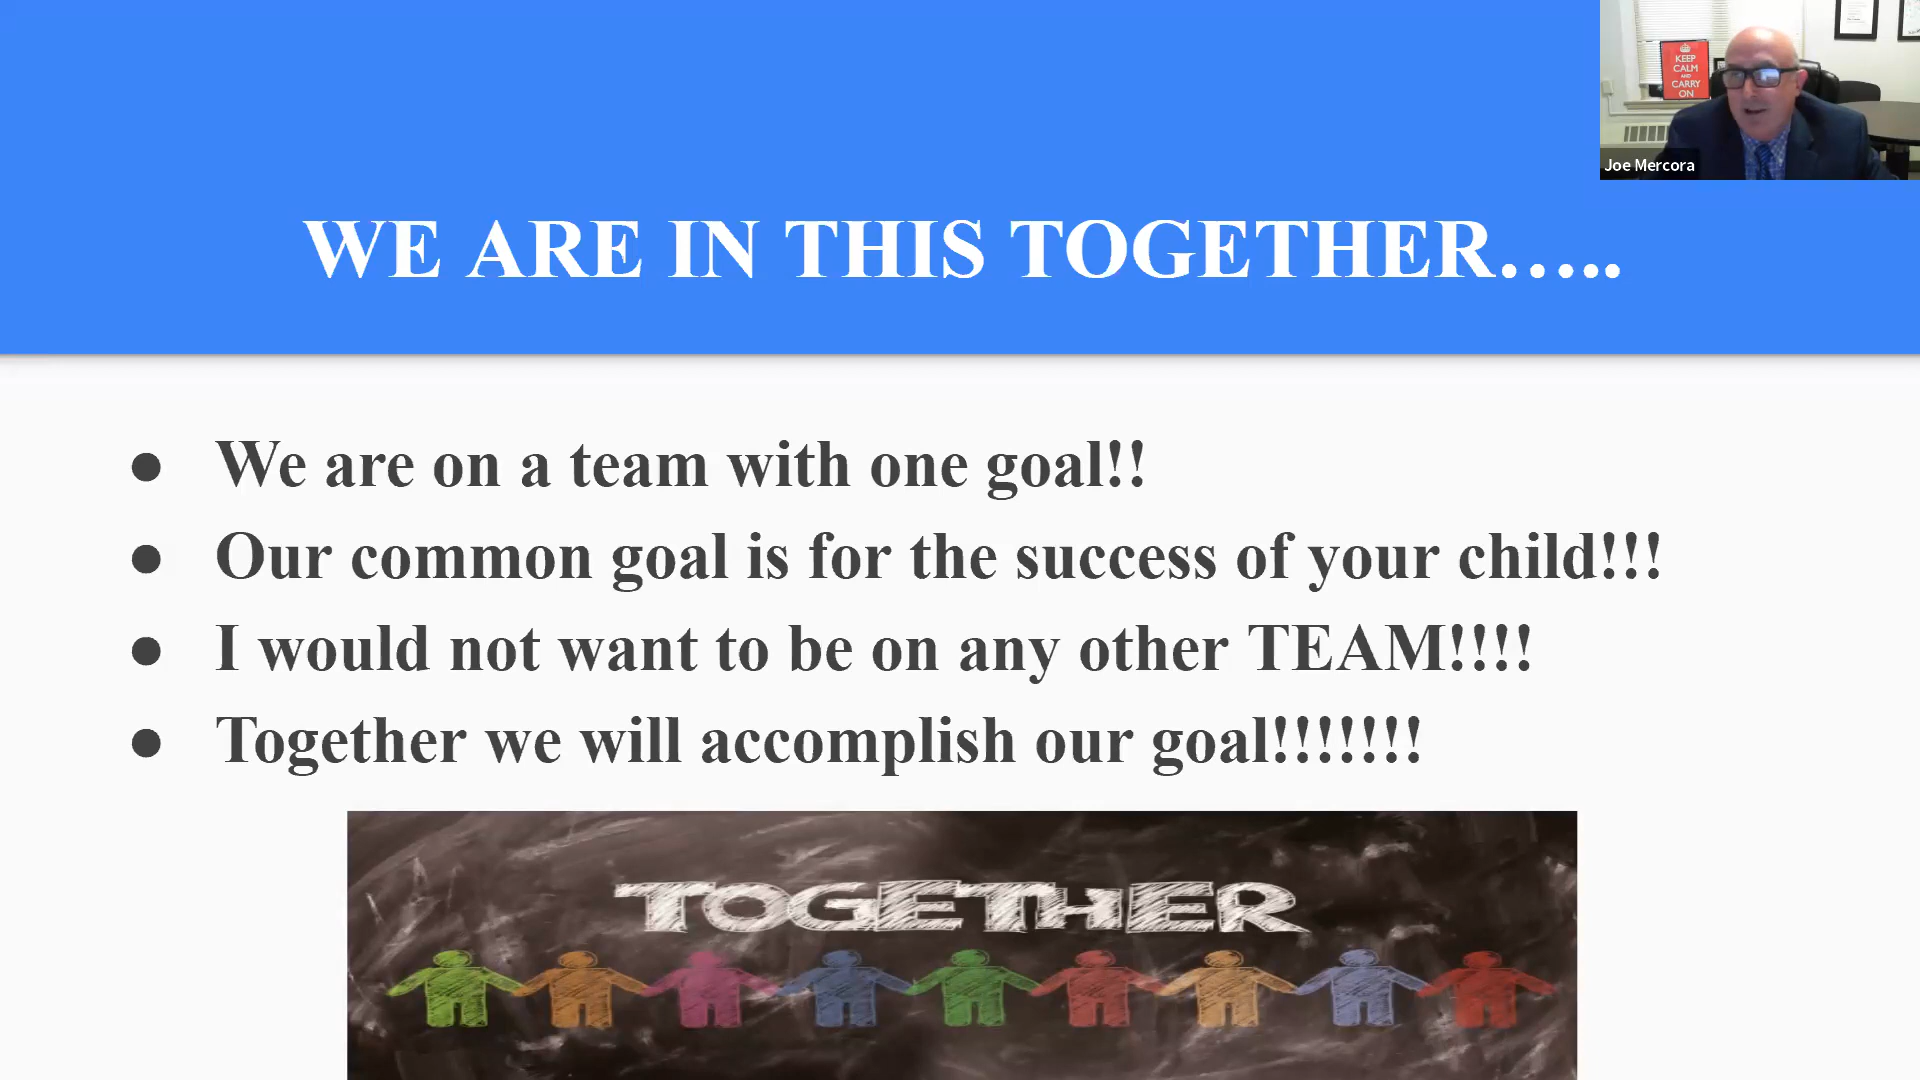 KEEP
CALM
AND
CARRY
ON
Joe Mercora
WE ARE IN THIS TOGETHER…..
● We are on a team with one goal!!
● Our common goal is for the success of your child!!!
● I would not want to be on any other TEAM!!!!
● Together we will accomplish our goal!!!!!!!
TOGETHER